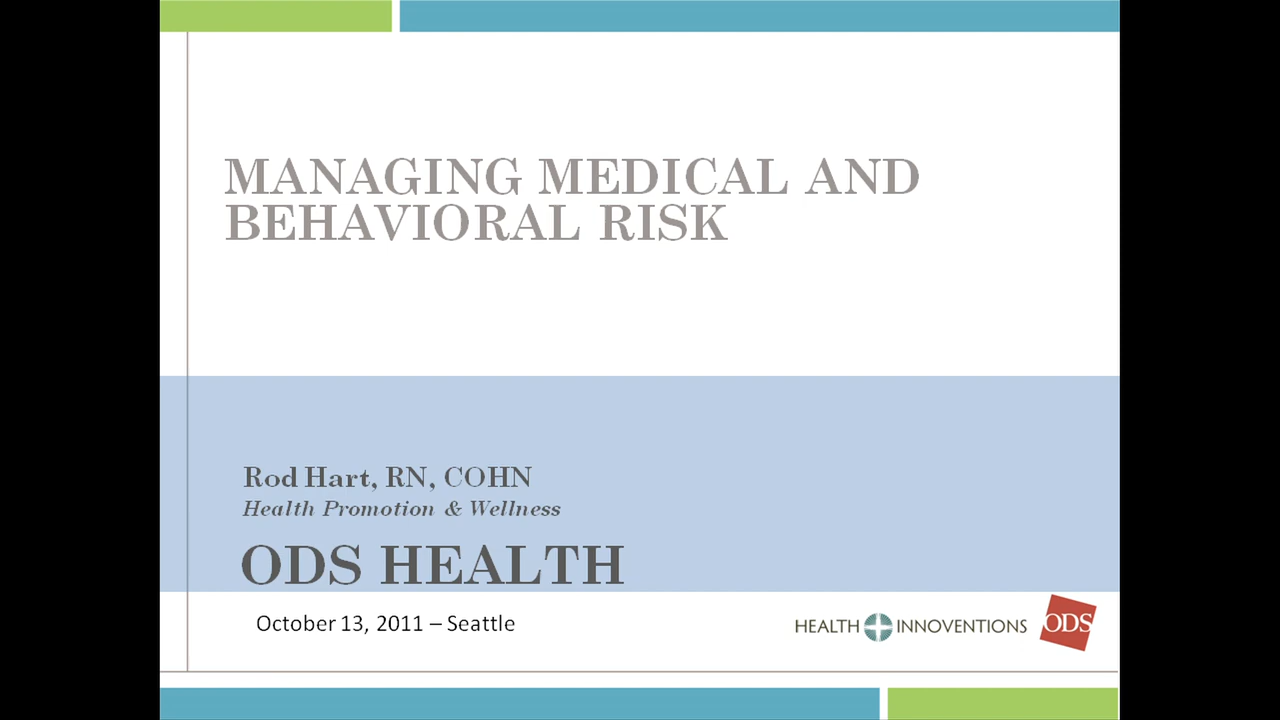 MANAGING MEDICAL AND
BEHAVIORAL RISK
Rod Hart, RN, COHN
Health Promotion & Wellness
ODS HEALTH
October 13, 2011 – Seattle
HEALTH INNOVENTIONS
ODS